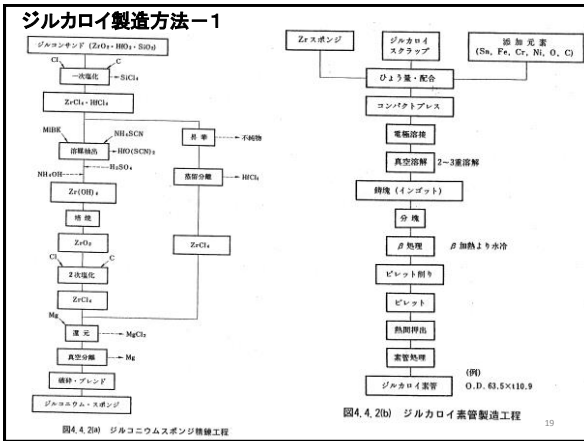 ジルカロイ製造方法－1
ジルコンサンド (ZrO₂・HfO₂・SiO₂)
Cl₂
C
一次塩化
SiCl₄
ZrCl₄・HfCl₄
MiBK
NH₄SCN
溶媒抽出
HfO(SCN)₂
H₂SO₄
NH₄OH
Zr(OH)₄
焙焼
ZrO₂
Cl₂
C
2次塩化
ZrCl₄
昇華
不純物
蒸留分離
HfCl₄
ZrCl₄
Mg
還元
MgCl₂
真空分離
Mg
破砕・ブレンド
ジルコニウム・スポンジ
図4.4.2(a) ジルコニウムスポンジ精錬工程
Zrスポンジ
ジルカロイ
スクラップ
添加元素
(Sn, Fe, Cr, Ni, O, C)
ひょう量・配合
コンパクトプレス
電極溶接
真空溶解 2～3重溶解
鋳塊 (インゴット)
分塊
β処理 β加熱より水冷
ビレット削り
ビレット
熱間押出
素管処理
ジルカロイ素管
(例)
O.D. 63.5×t10.9
図4.4.2(b) ジルカロイ素管製造工程
19